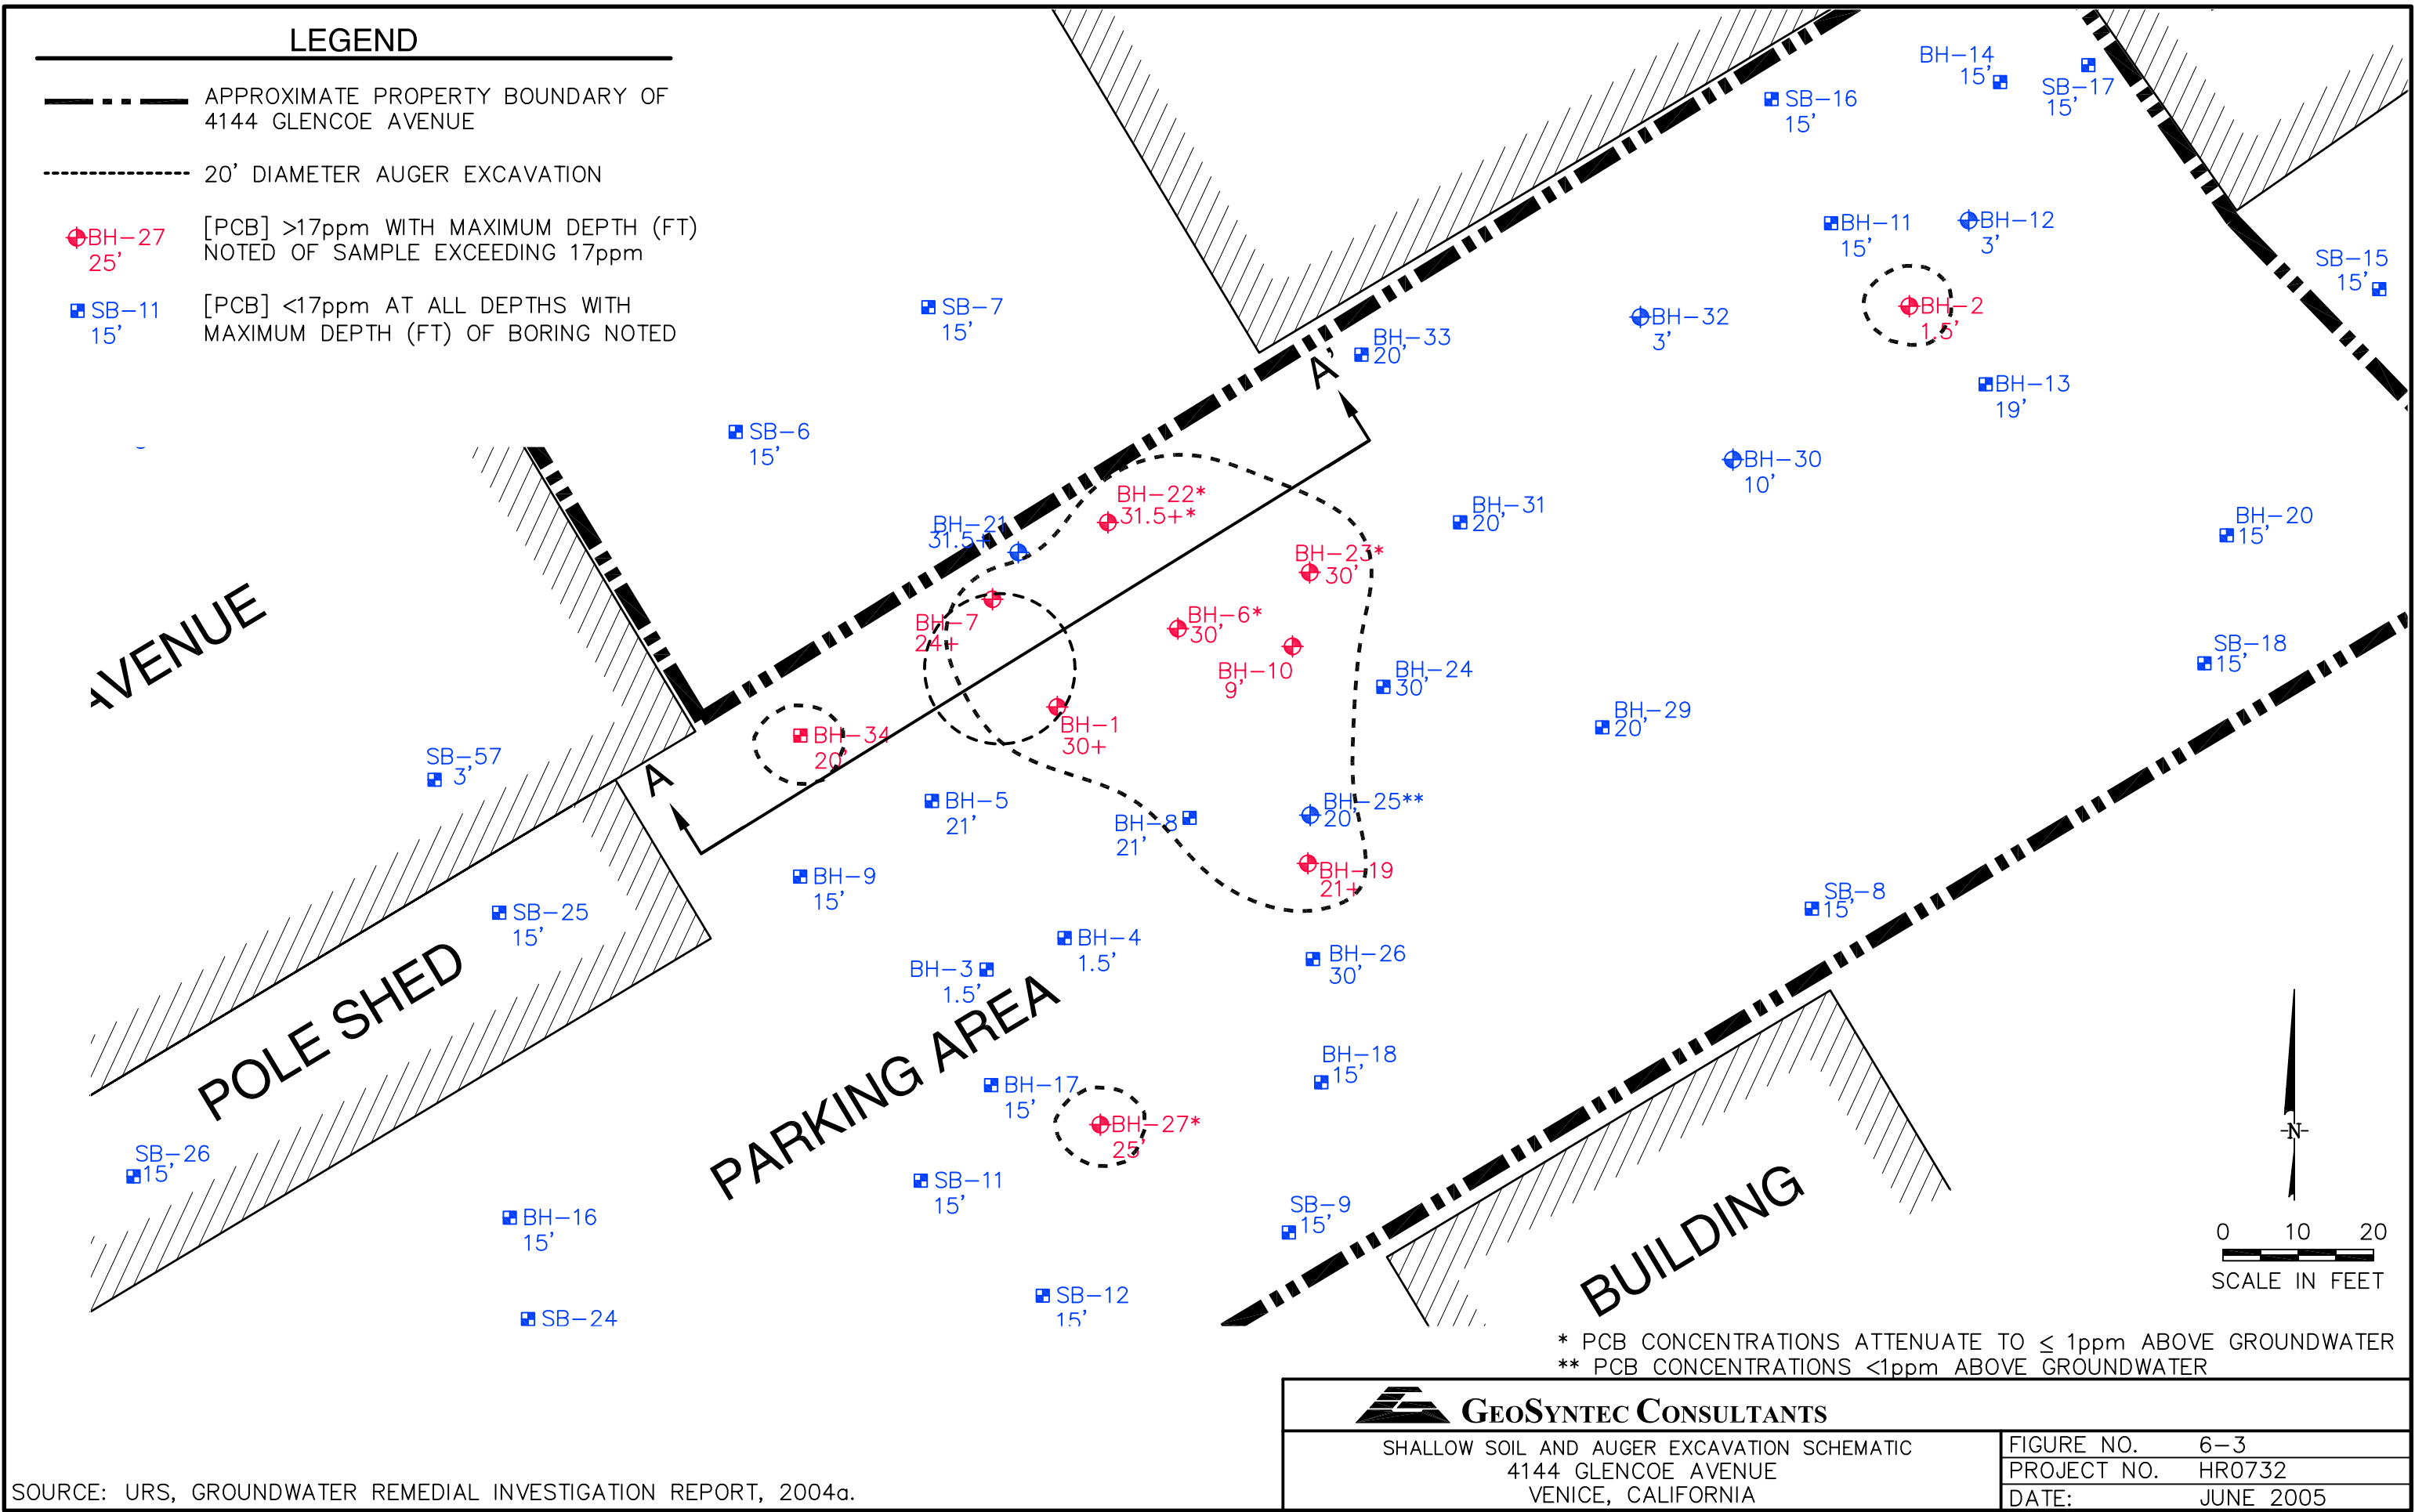 LEGEND
APPROXIMATE PROPERTY BOUNDARY OF
4144 GLENCOE AVENUE
20' DIAMETER AUGER EXCAVATION
BH-27
25'
[PCB] >17ppm WITH MAXIMUM DEPTH (FT)
NOTED OF SAMPLE EXCEEDING 17ppm
SB-11
15'
[PCB] <17ppm AT ALL DEPTHS WITH
MAXIMUM DEPTH (FT) OF BORING NOTED
BH-14
15'
SB-17
15'
SB-16
15'
BH-11
15'
BH-12
3'
SB-15
15'
SB-7
15'
BH-2
1.5'
BH-32
3'
BH-33
20'
A'
BH-13
19'
SB-6
15'
BH-30
10'
BH-22*
31.5+*
BH-31
20'
BH-21
31.5+
BH-20
15'
BH-23*
30'
AVENUE
BH-7
24+
BH-6*
30'
BH-10
9'
BH-24
30'
SB-18
15'
BH-1
30+
BH-29
20'
BH-34
20'
SB-57
3'
A
BH-5
21'
BH-8
21'
BH-25**
20'
BH-19
21+
BH-9
15'
SB-8
15'
SB-25
15'
BH-4
1.5'
BH-3
1.5'
BH-26
30'
POLE SHED
PARKING AREA
BH-18
15'
BH-17
15'
BH-27*
25'
SB-26
15'
SB-11
15'
BH-16
15'
SB-9
15'
BUILDING
SB-12
15'
SB-24
N
0 10 20
SCALE IN FEET
* PCB CONCENTRATIONS ATTENUATE TO ≤ 1ppm ABOVE GROUNDWATER
** PCB CONCENTRATIONS <1ppm ABOVE GROUNDWATER
GEOSYNTEC CONSULTANTS
SHALLOW SOIL AND AUGER EXCAVATION SCHEMATIC
4144 GLENCOE AVENUE
VENICE, CALIFORNIA
FIGURE NO. 6-3
PROJECT NO. HR0732
DATE: JUNE 2005
SOURCE: URS, GROUNDWATER REMEDIAL INVESTIGATION REPORT, 2004a.